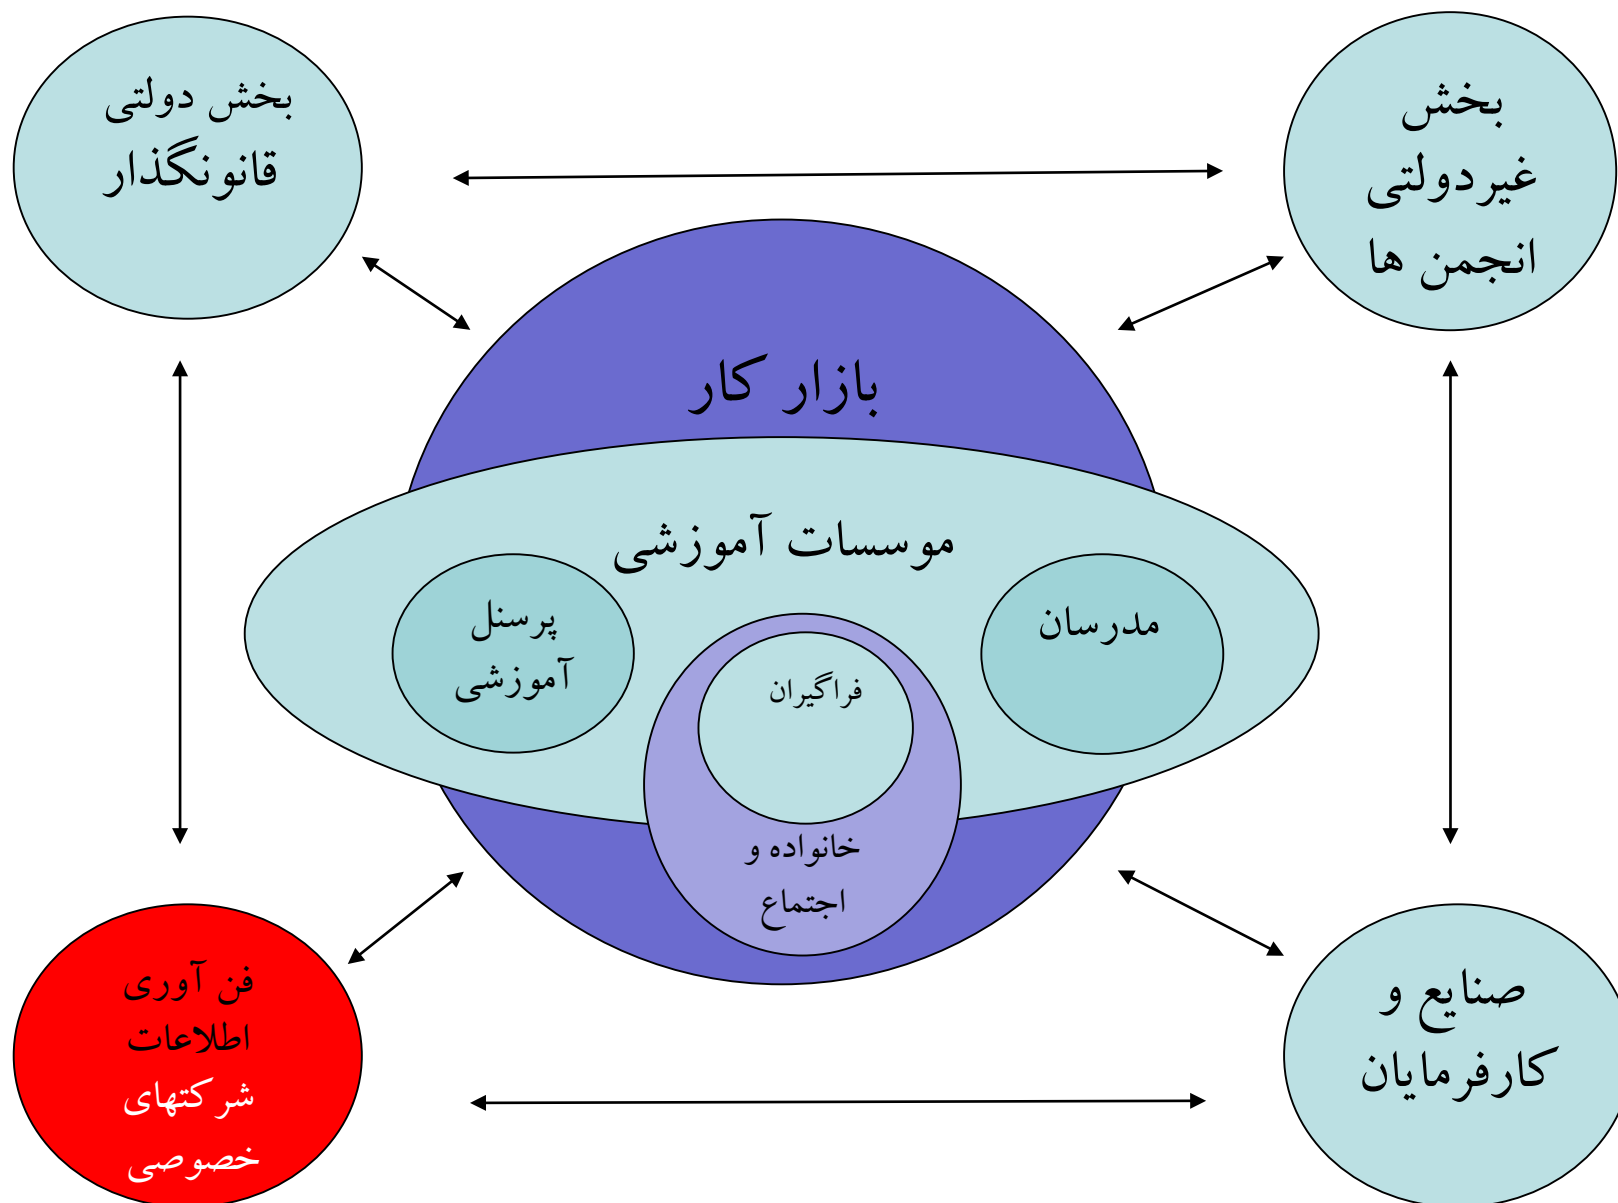 بخش دولتی
قانونگذار
بخش
غیردولتی
انجمن ها
بازار کار
موسسات آموزشی
پرسنل
آموزشی
مدرسان
فراگیران
خانواده و
اجتماع
فن آوری
اطلاعات
شرکتهای
خصوصی
صنایع و
کارفرمایان